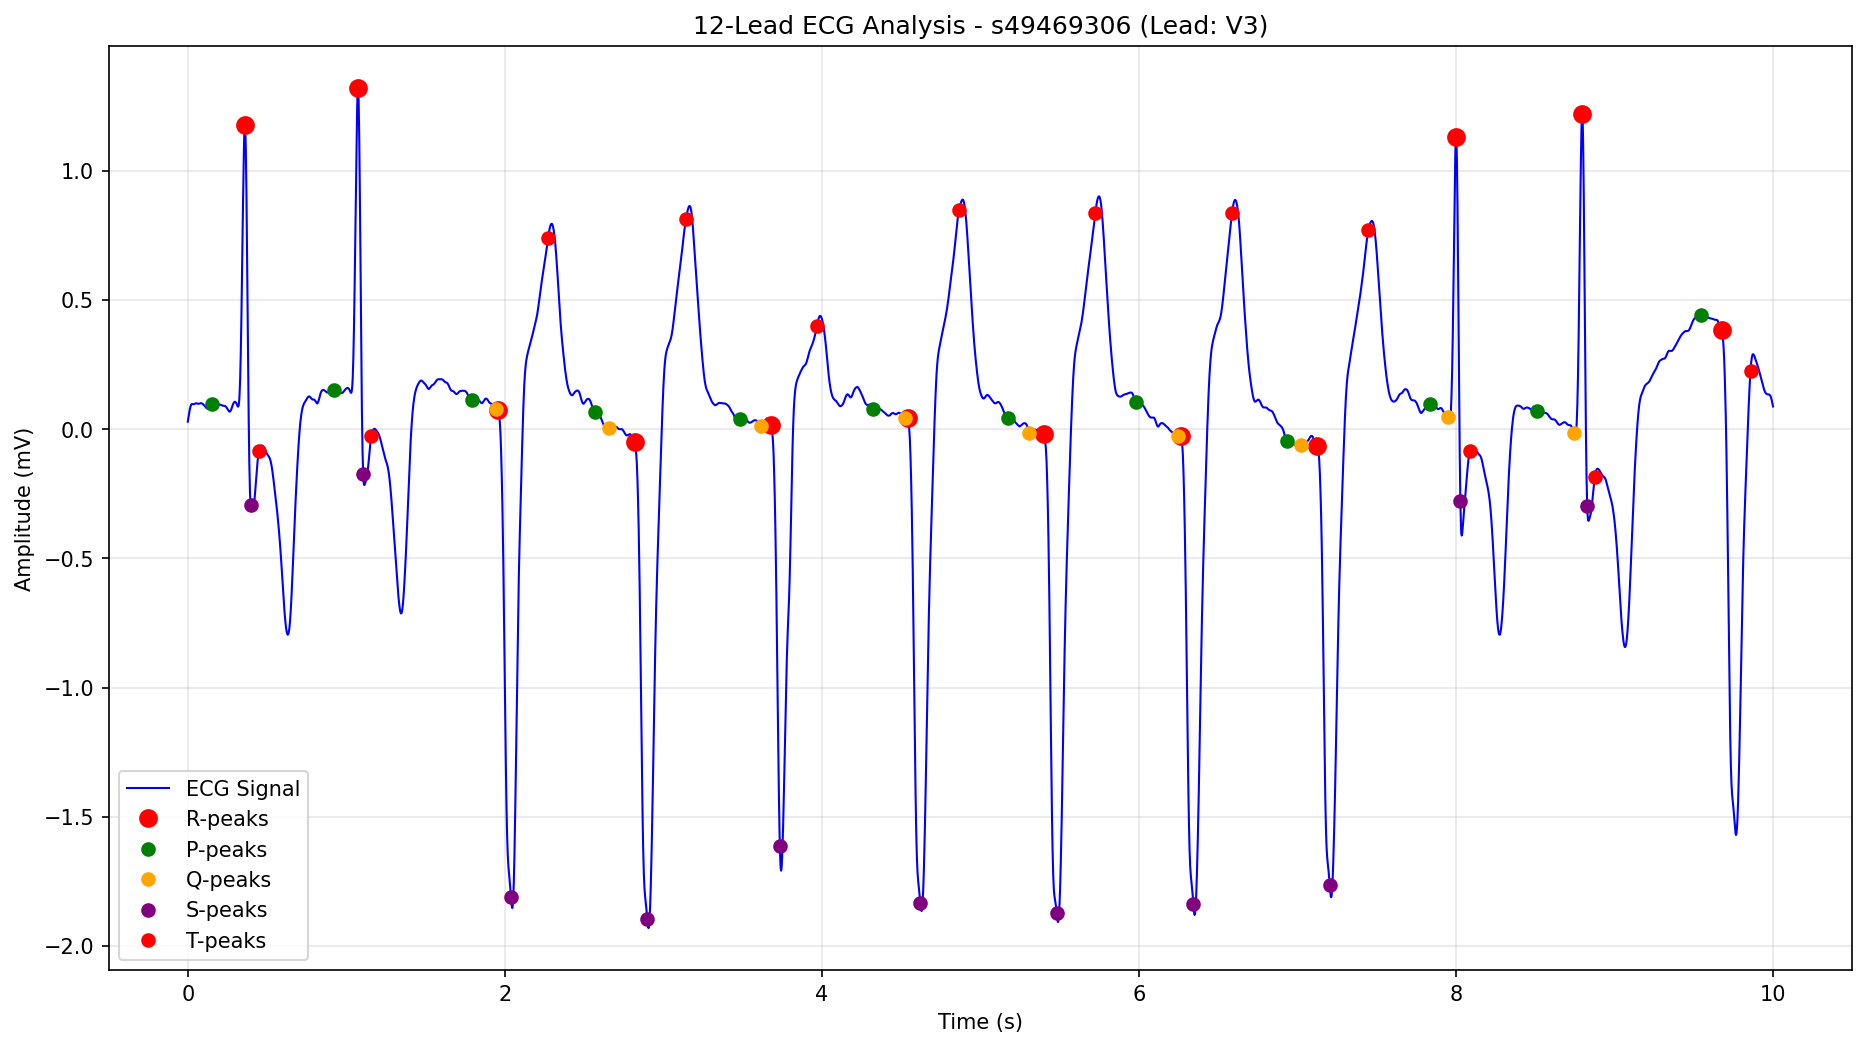 12-Lead ECG Analysis - s49469306 (Lead: V3)
Amplitude (mV)
1.0
0.5
0.0
−0.5
−1.0
−1.5
−2.0
ECG Signal
R-peaks
P-peaks
Q-peaks
S-peaks
T-peaks
0 2 4 6 8 10
Time (s)